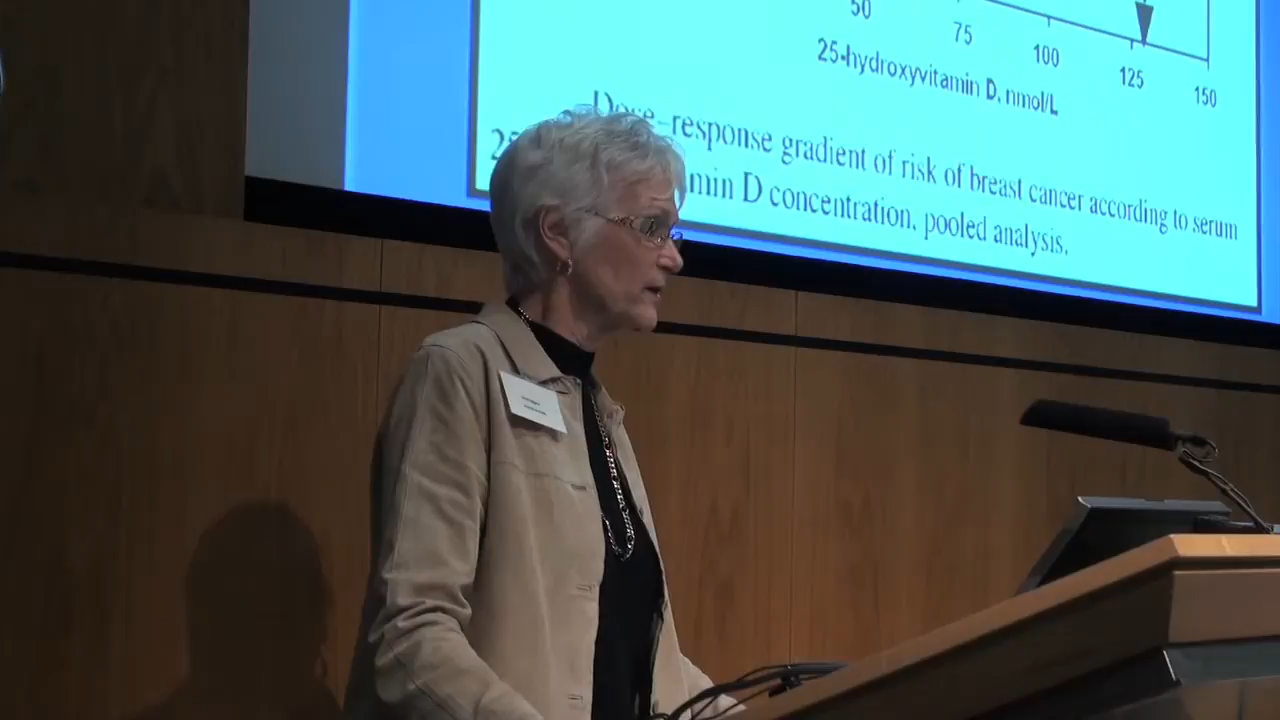 50
75
100
125
150
25-hydroxyvitamin D, nmol/L
Dose–response gradient of risk of breast cancer according to serum
D concentration, pooled analysis.